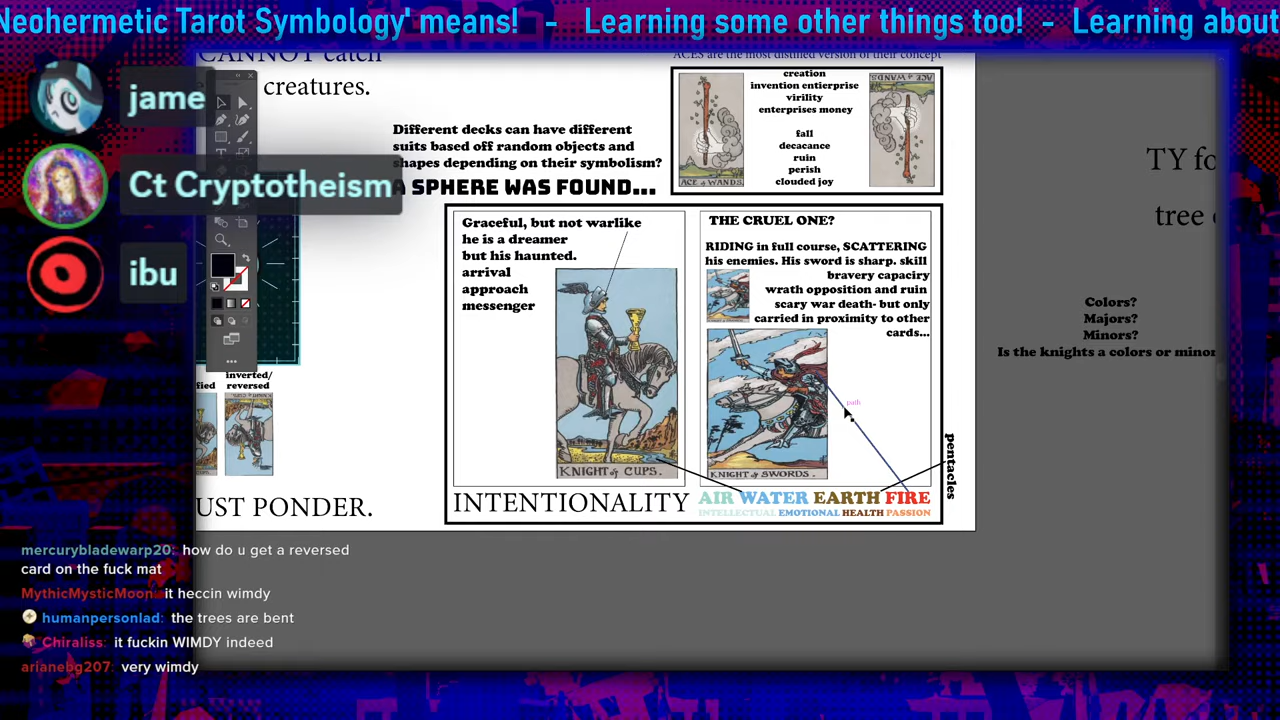 Neohermetic Tarot Symbology' means!   -   Learning some other things too!  -  Learning about
CANNOT catch
creatures.
jame
Ct Cryptotheism
ibu
Different decks can have different
suits based off random objects and
shapes depending on their symbolism?
A SPHERE WAS FOUND...
ACES are the most distilled version of their concept
ACE of WANDS.
creation
invention entierprise
virility
enterprises money
fall
decacance
ruin
perish
clouded joy
ACE of WANDS.
Graceful, but not warlike
he is a dreamer
but his haunted.
arrival
approach
messenger
KNIGHT of CUPS.
INTENTIONALITY
THE CRUEL ONE?
RIDING in full course, SCATTERING
his enemies. His sword is sharp. skill
bravery capaciry
wrath opposition and ruin
scary war death- but only
carried in proximity to other
cards...
KNIGHT of SWORDS.
path
pentacles
AIR WATER EARTH FIRE
INTELLECTUAL EMOTIONAL HEALTH PASSION
fied
inverted/
reversed
UST PONDER.
TY fo
tree
Colors?
Majors?
Minors?
Is the knights a colors or minor
mercurybladewarp20: how do u get a reversed
card on the fuck mat
MythicMysticMoon: it heccin wimdy
humanpersonlad: the trees are bent
Chiraliss: it fuckin WIMDY indeed
arianebg207: very wimdy